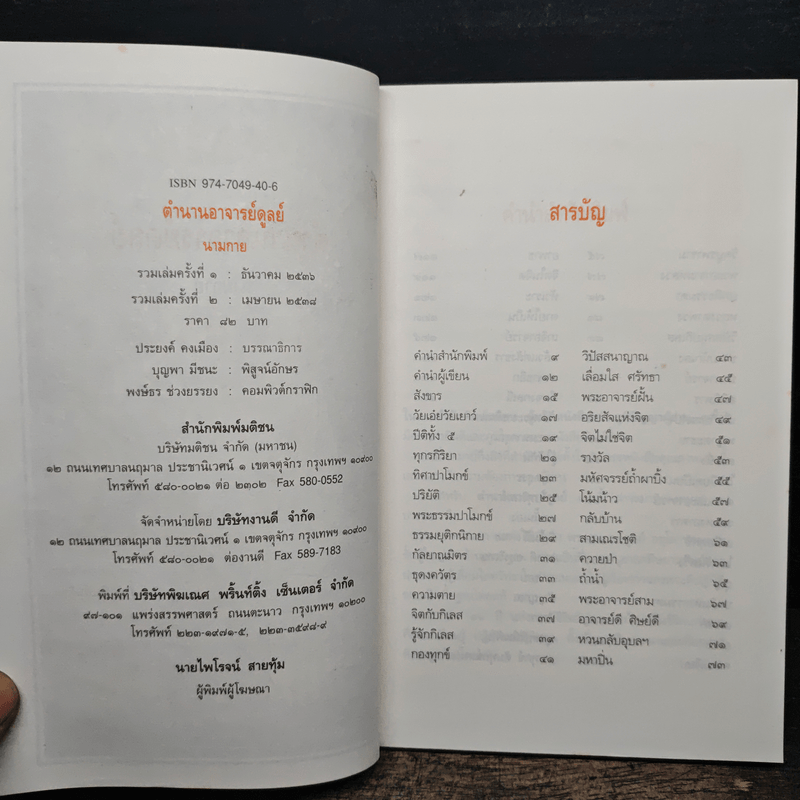 ISBN 974-7049-40-6
ตำนานอาจารย์ดูลย์
นามกาย
รวมเล่มครั้งที่ ๑ : ธันวาคม ๒๕๓๖
รวมเล่มครั้งที่ ๒ : เมษายน ๒๕๓๘
ราคา ๘๒ บาท
ประยงค์ คงเมือง : บรรณาธิการ
บุญพา มีชนะ : พิสูจน์อักษร
พงษ์ธร ช่วงยรรยง : คอมพิวต์กราฟิก
สำนักพิมพ์มติชน
บริษัทมติชน จำกัด (มหาชน)
๑๒ ถนนเทศบาลนฤมาล ประชานิเวศน์ ๑ เขตจตุจักร กรุงเทพฯ ๑๐๙๐๐
โทรศัพท์ ๕๘๐-๐๐๒๑ ต่อ ๒๓๐๒ Fax 580-0552
จัดจำหน่ายโดย บริษัทงานดี จำกัด
๑๒ ถนนเทศบาลนฤมาล ประชานิเวศน์ ๑ เขตจตุจักร กรุงเทพฯ ๑๐๙๐๐
โทรศัพท์ ๕๘๐-๐๐๒๑ ต่องานดี Fax 589-7183
พิมพ์ที่ บริษัทพิฆเณศ พริ้นท์ติ้ง เซ็นเตอร์ จำกัด
๙๗-๑๐๑ แพร่งสรรพศาสตร์ ถนนตะนาว กรุงเทพฯ ๑๐๒๐๐
โทรศัพท์ ๒๒๓-๑๙๗๑-๕, ๒๒๓-๓๕๙๘-๙
นายไพโรจน์ สายทุ้ม
ผู้พิมพ์ผู้โฆษณา
สารบัญ
คำนำสำนักพิมพ์ ๙
คำนำผู้เขียน ๑๒
สังขาร ๑๕
วัยเอ๋ยวัยเยาว์ ๑๗
ปีติทั้ง ๕ ๑๙
ทุกรกิริยา ๒๑
ทิศาปาโมกข์ ๒๓
ปริยัติ ๒๕
พระธรรมปาโมกข์ ๒๗
ธรรมยุติกนิกาย ๒๙
กัลยาณมิตร ๓๑
ธุดงควัตร ๓๓
ความตาย ๓๕
จิตกับกิเลส ๓๗
รู้จักกิเลส ๓๙
กองทุกข์ ๔๑
วิปัสสนาญาณ ๔๓
เลื่อมใส ศรัทธา ๔๕
พระอาจารย์ฝั้น ๔๗
อริยสัจแห่งจิต ๔๙
จิตไม่ใช่จิต ๕๑
รางวัล ๕๓
มหัศจรรย์ถ้ำผาบิ้ง ๕๕
โน้มน้าว ๕๗
กลับบ้าน ๕๙
สามเณรโชติ ๖๑
ควายป่า ๖๓
ถ้ำน้ำ ๖๕
พระอาจารย์สาม ๖๗
อาจารย์ดี ศิษย์ดี ๖๙
หวนกลับอุบลฯ ๗๑
มหาปิ่น ๗๓